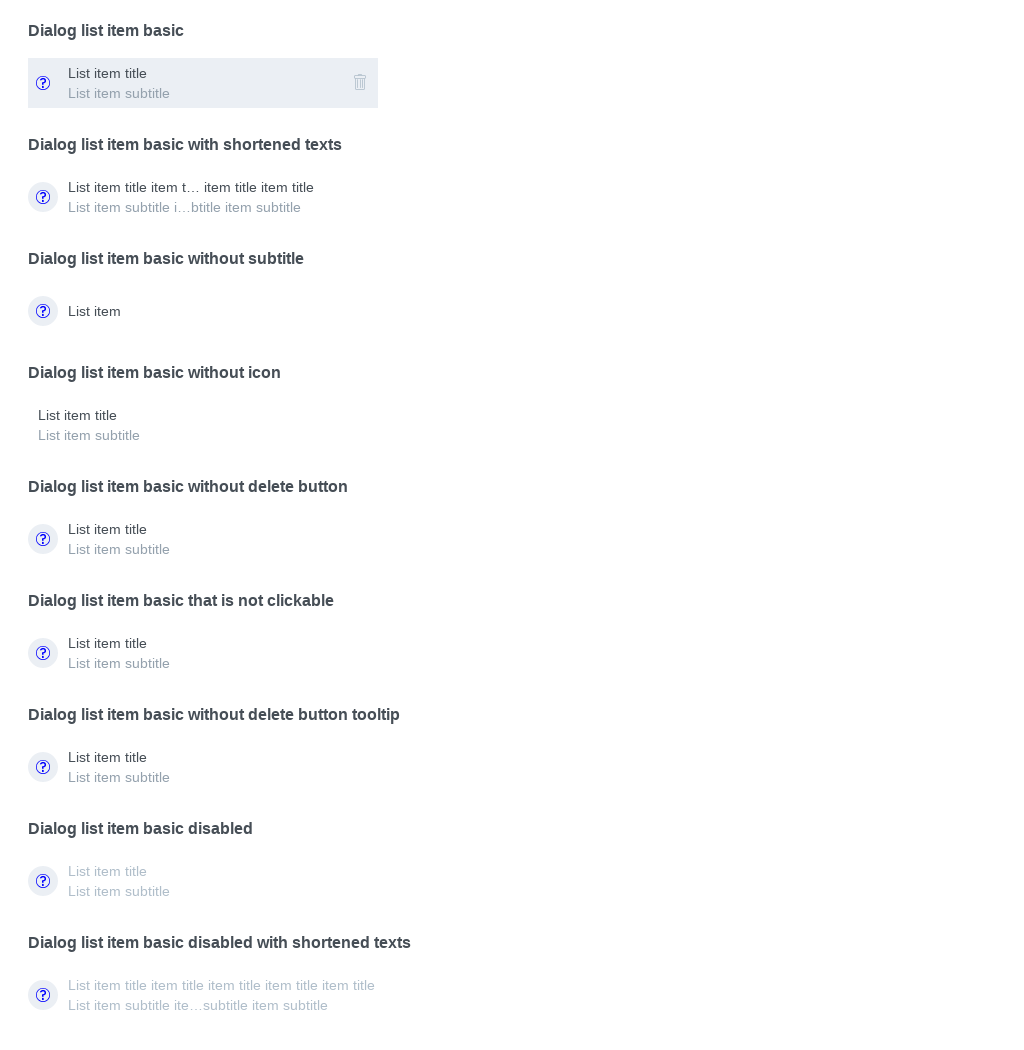 Dialog list item basic
List item title
List item subtitle
Dialog list item basic with shortened texts
List item title item t… item title item title
List item subtitle i…btitle item subtitle
Dialog list item basic without subtitle
List item
Dialog list item basic without icon
List item title
List item subtitle
Dialog list item basic without delete button
List item title
List item subtitle
Dialog list item basic that is not clickable
List item title
List item subtitle
Dialog list item basic without delete button tooltip
List item title
List item subtitle
Dialog list item basic disabled
List item title
List item subtitle
Dialog list item basic disabled with shortened texts
List item title item title item title item title item title
List item subtitle ite…subtitle item subtitle